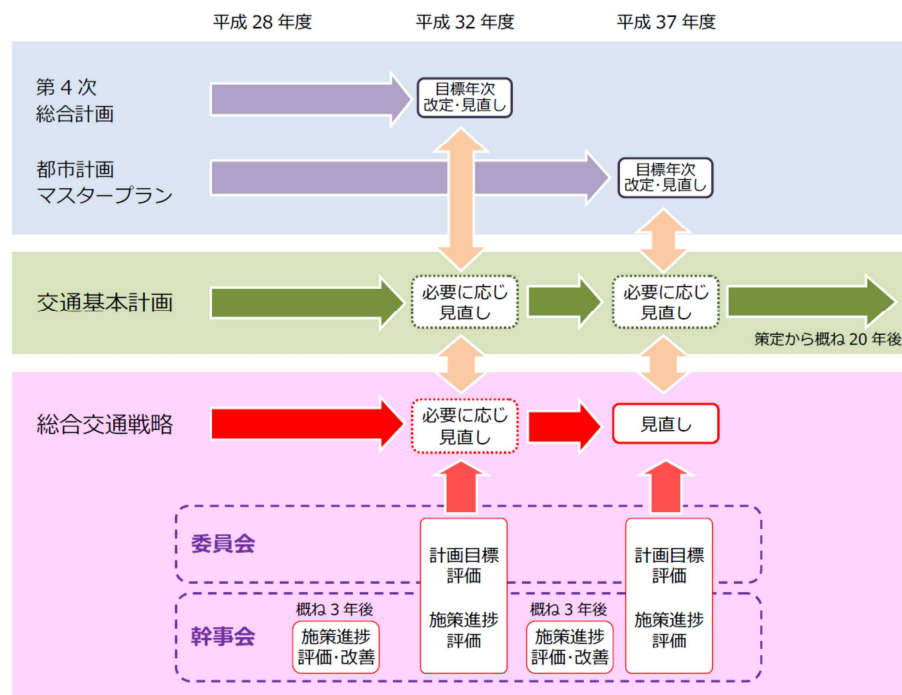 平成 28 年度
平成 32 年度
平成 37 年度
第 4 次
総合計画
目標年次
改定・見直し
都市計画
マスタープラン
目標年次
改定・見直し
交通基本計画
必要に応じ
見直し
必要に応じ
見直し
策定から概ね 20 年後
総合交通戦略
必要に応じ
見直し
見直し
委員会
計画目標
評価
計画目標
評価
幹事会
概ね 3 年後
施策進捗
評価・改善
施策進捗
評価
概ね 3 年後
施策進捗
評価・改善
施策進捗
評価